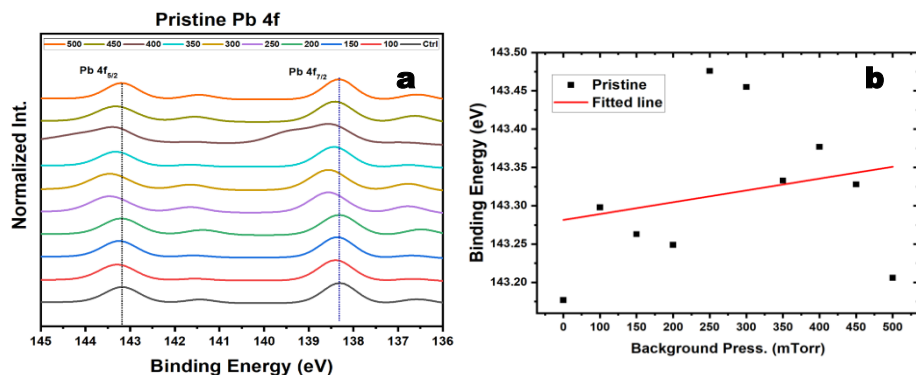 Pristine Pb 4f
500 450 400 350 300 250 200 150 100 Ctrl
Pb 4f5/2
Pb 4f7/2
a
Normalized Int.
145 144 143 142 141 140 139 138 137 136
Binding Energy (eV)
143.50
143.45
143.40
143.35
143.30
143.25
143.20
143.15
Binding Energy (eV)
Pristine
Fitted line
b
0 100 150 200 250 300 350 400 450 500
Background Press. (mTorr)